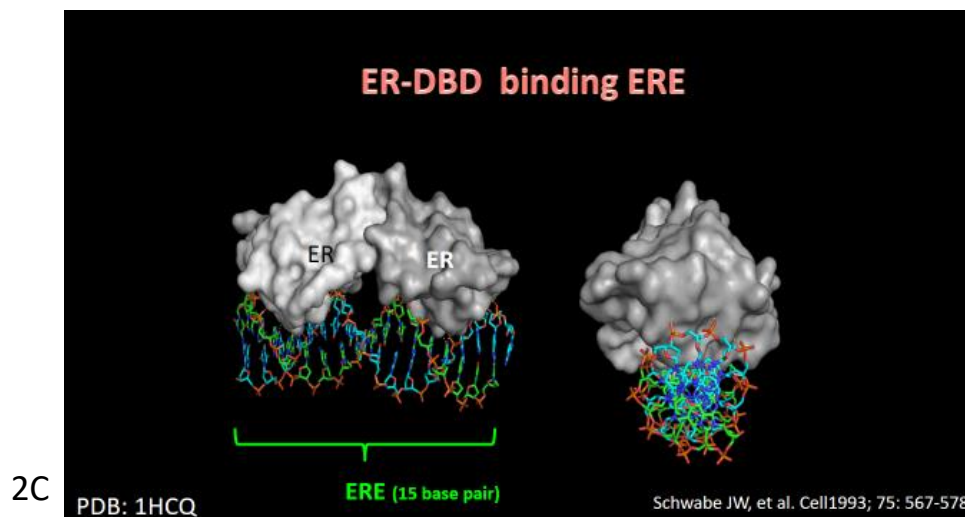 ER-DBD binding ERE
ER
ER
ERE (15 base pair)
2C
PDB: 1HCQ
Schwabe JW, et al. Cell1993; 75: 567-578